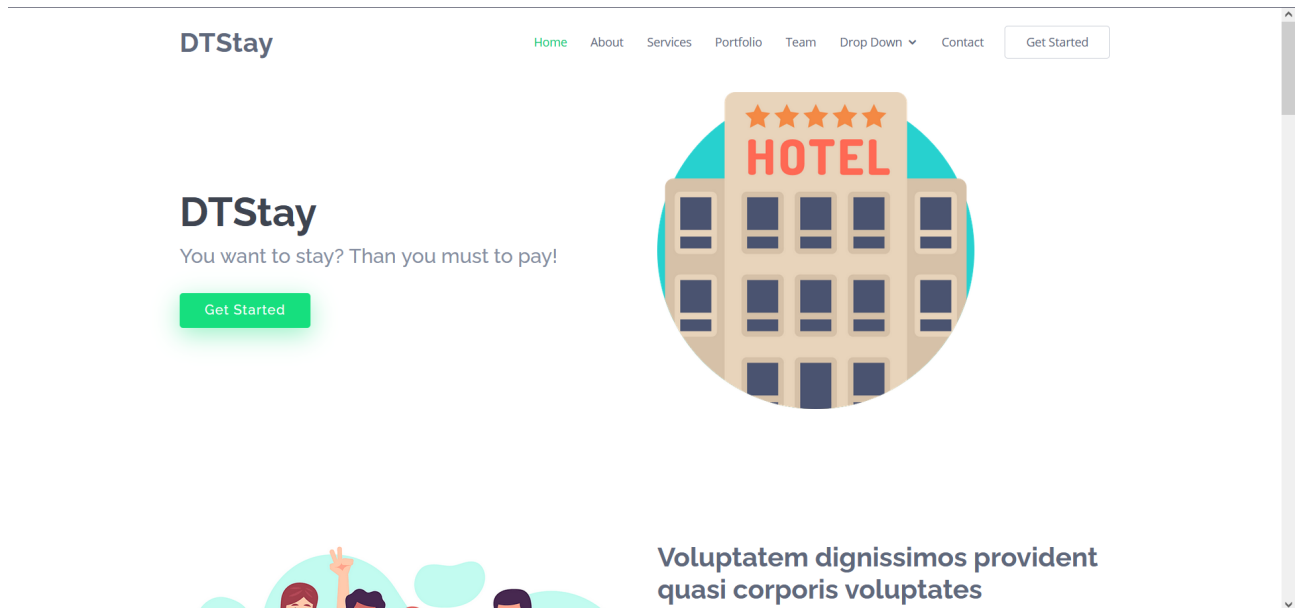 DTStay
Home About Services Portfolio Team Drop Down Contact Get Started
HOTEL
DTStay
You want to stay? Than you must to pay!
Get Started
Voluptatem dignissimos provident
quasi corporis voluptates